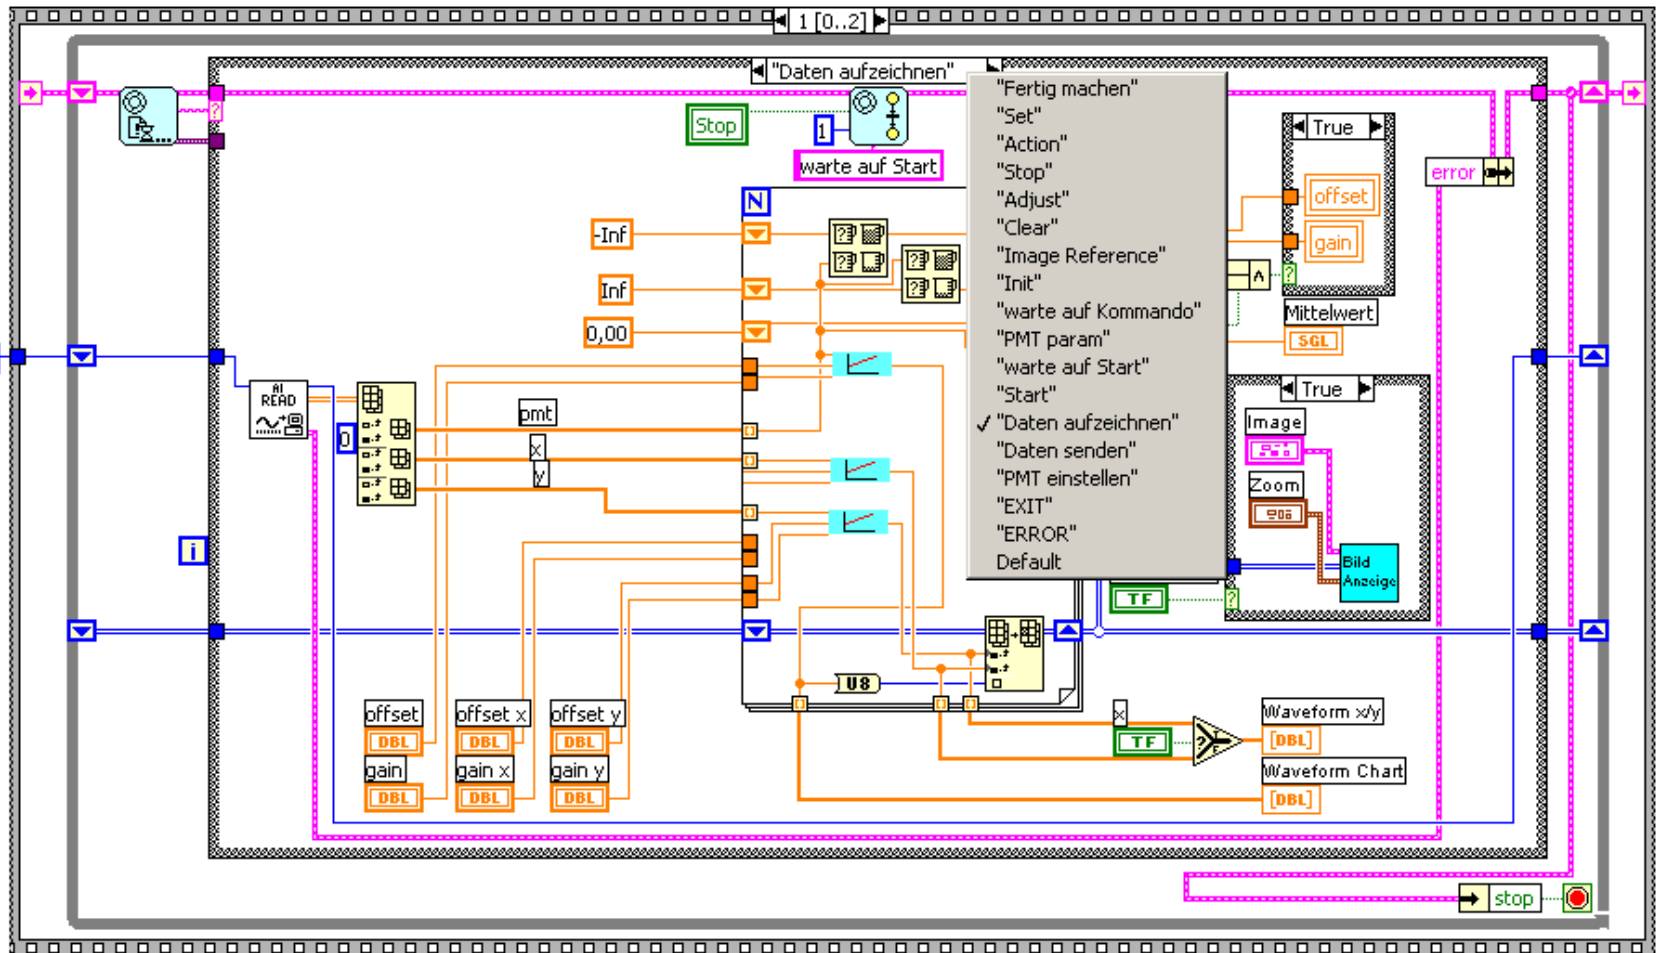 1 [0..2]
"Daten aufzeichnen"
"Fertig machen"
"Set"
"Action"
"Stop"
"Adjust"
"Clear"
"Image Reference"
"Init"
"warte auf Kommando"
"PMT param"
"warte auf Start"
"Start"
"Daten aufzeichnen"
"Daten senden"
"PMT einstellen"
"EXIT"
"ERROR"
Default
Stop
1
warte auf Start
True
offset
gain
error
N
-Inf
Inf
0,00
Mittelwert
SGL
AI
READ
0
pmt
x
y
True
Image
Zoom
Bild
Anzeige
TF
i
U8
offset
DBL
gain
DBL
offset x
DBL
gain x
DBL
offset y
DBL
gain y
DBL
x
TF
Waveform x/y
[DBL]
Waveform Chart
[DBL]
stop